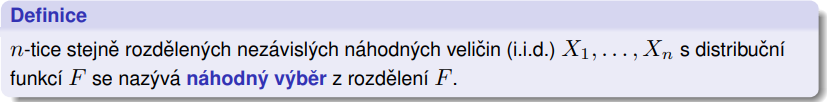 Definice
n-tice stejně rozdělených nezávislých náhodných veličin (i.i.d.) X₁, . . . , Xₙ s distribuční
funkcí F se nazývá náhodný výběr z rozdělení F.